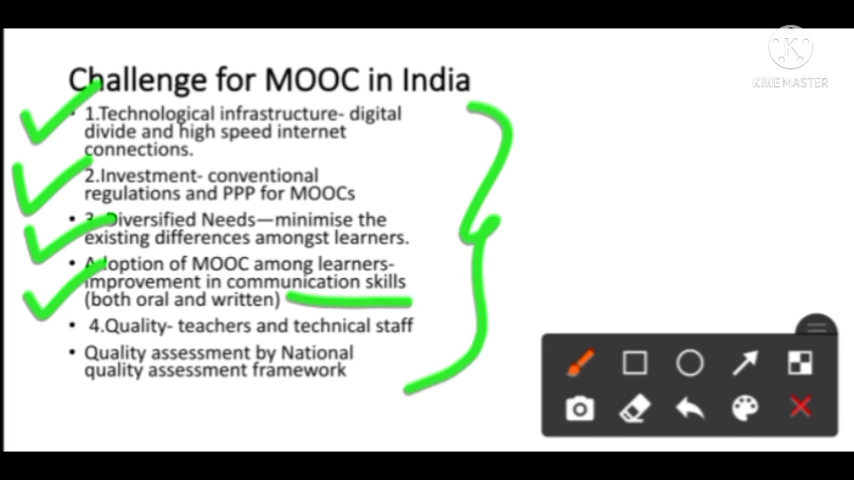 KINEMASTER
Challenge for MOOC in India
• 1.Technological infrastructure- digital
divide and high speed internet
connections.
2.Investment- conventional
regulations and PPP for MOOCs
• 3. Diversified Needs—minimise the
existing differences amongst learners.
• Adoption of MOOC among learners-
improvement in communication skills
(both oral and written)
• 4.Quality- teachers and technical staff
• Quality assessment by National
quality assessment framework